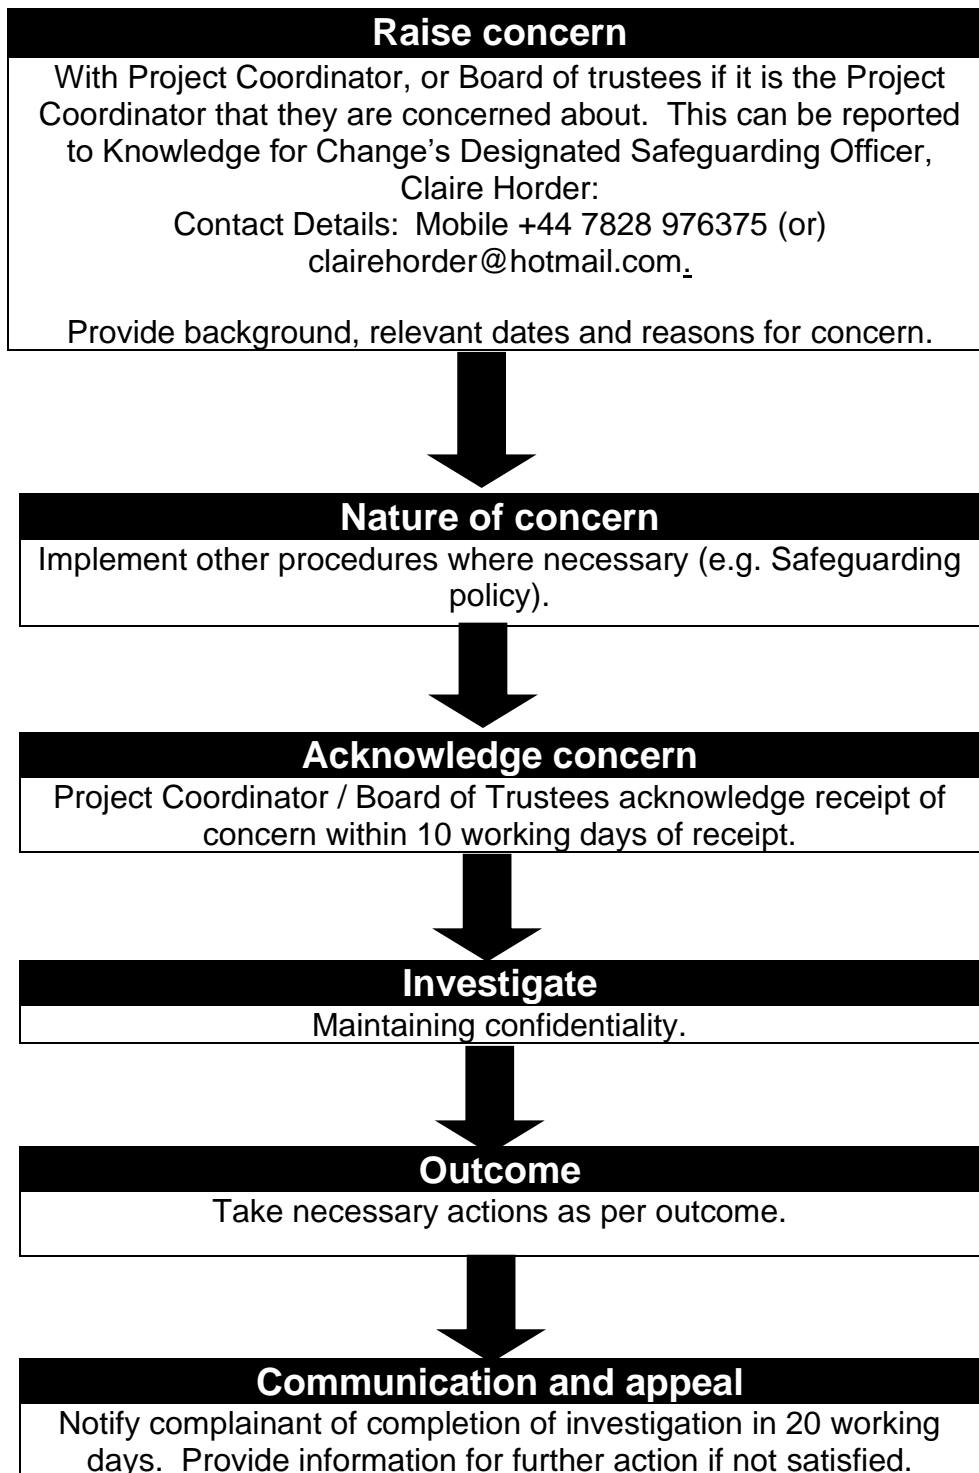 Raise concern
With Project Coordinator, or Board of trustees if it is the Project
Coordinator that they are concerned about.  This can be reported
to Knowledge for Change’s Designated Safeguarding Officer,
Claire Horder:
Contact Details:  Mobile +44 7828 976375 (or)
clairehorder@hotmail.com.
Provide background, relevant dates and reasons for concern.
Nature of concern
Implement other procedures where necessary (e.g. Safeguarding
policy).
Acknowledge concern
Project Coordinator / Board of Trustees acknowledge receipt of
concern within 10 working days of receipt.
Investigate
Maintaining confidentiality.
Outcome
Take necessary actions as per outcome.
Communication and appeal
Notify complainant of completion of investigation in 20 working
days.  Provide information for further action if not satisfied.